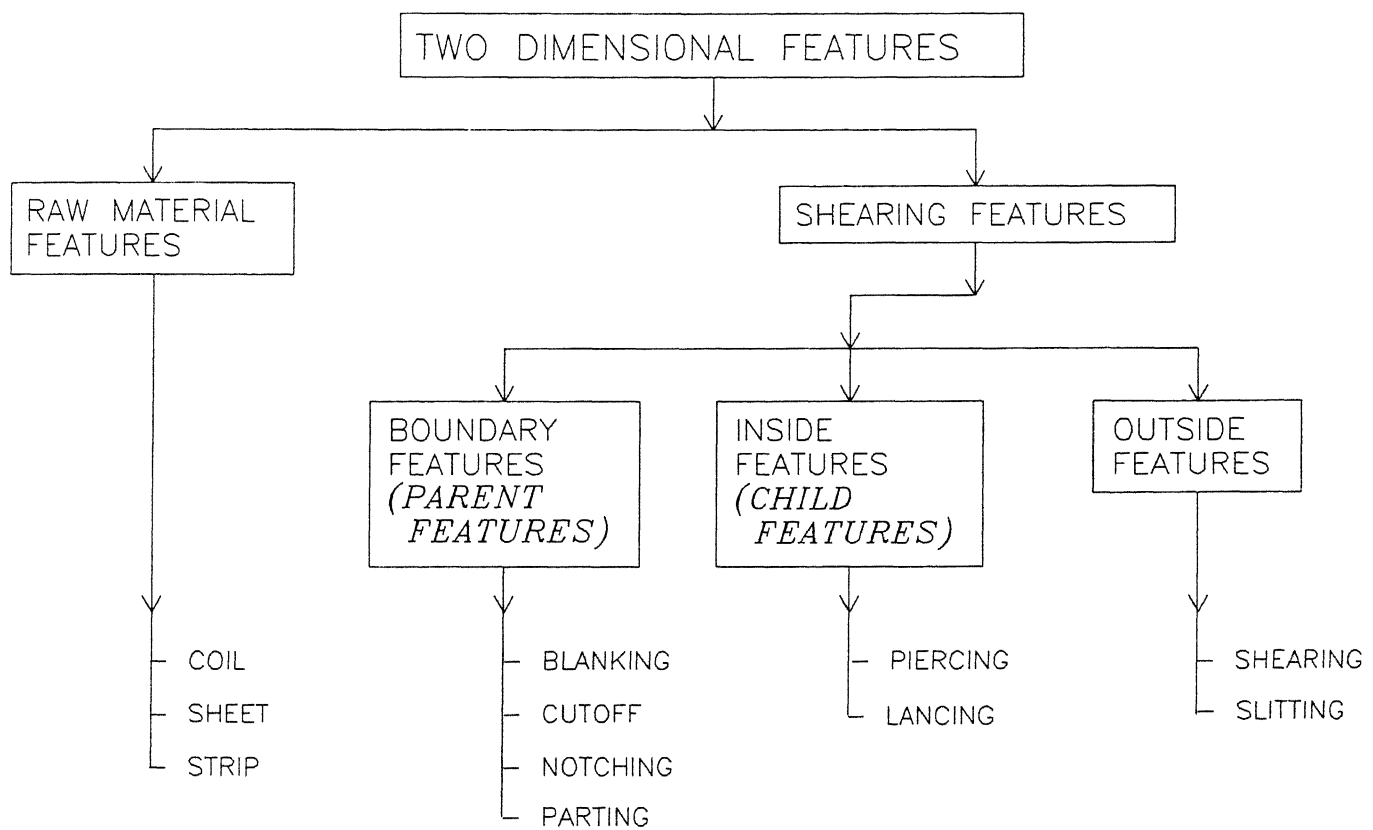 TWO DIMENSIONAL FEATURES
RAW MATERIAL
FEATURES
SHEARING FEATURES
BOUNDARY
FEATURES
(PARENT
FEATURES)
INSIDE
FEATURES
(CHILD
FEATURES)
OUTSIDE
FEATURES
COIL
SHEET
STRIP
BLANKING
CUTOFF
NOTCHING
PARTING
PIERCING
LANCING
SHEARING
SLITTING